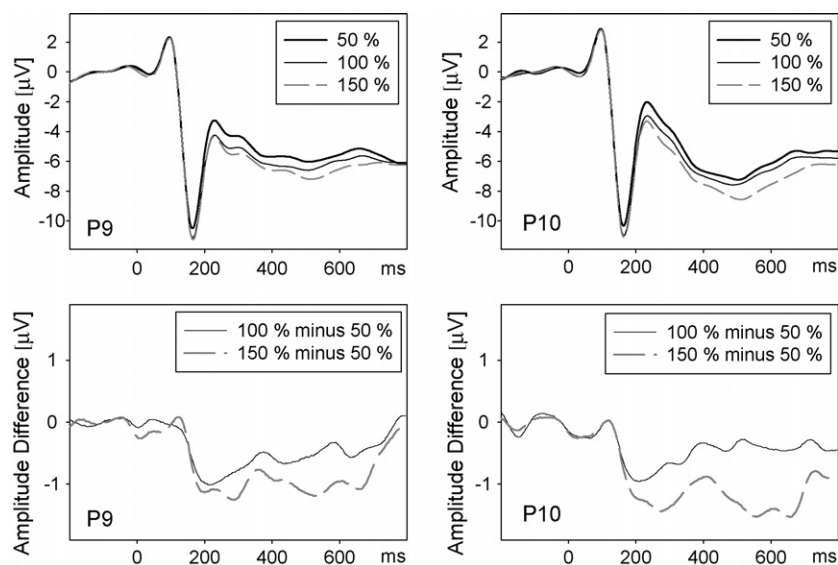 Amplitude [µV]
2
0
-2
-4
-6
-8
-10
50 %
100 %
150 %
P9
0 200 400 600 ms
Amplitude [µV]
2
0
-2
-4
-6
-8
-10
50 %
100 %
150 %
P10
0 200 400 600 ms
Amplitude Difference [µV]
1
0
-1
100 % minus 50 %
150 % minus 50 %
P9
0 200 400 600 ms
Amplitude Difference [µV]
1
0
-1
100 % minus 50 %
150 % minus 50 %
P10
0 200 400 600 ms